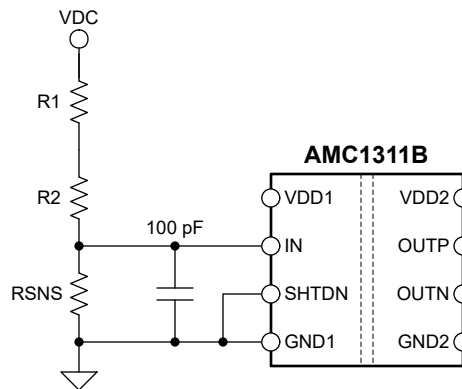 VDC
R1
R2
RSNS
100 pF
AMC1311B
VDD1
IN
SHTDN
GND1
VDD2
OUTP
OUTN
GND2